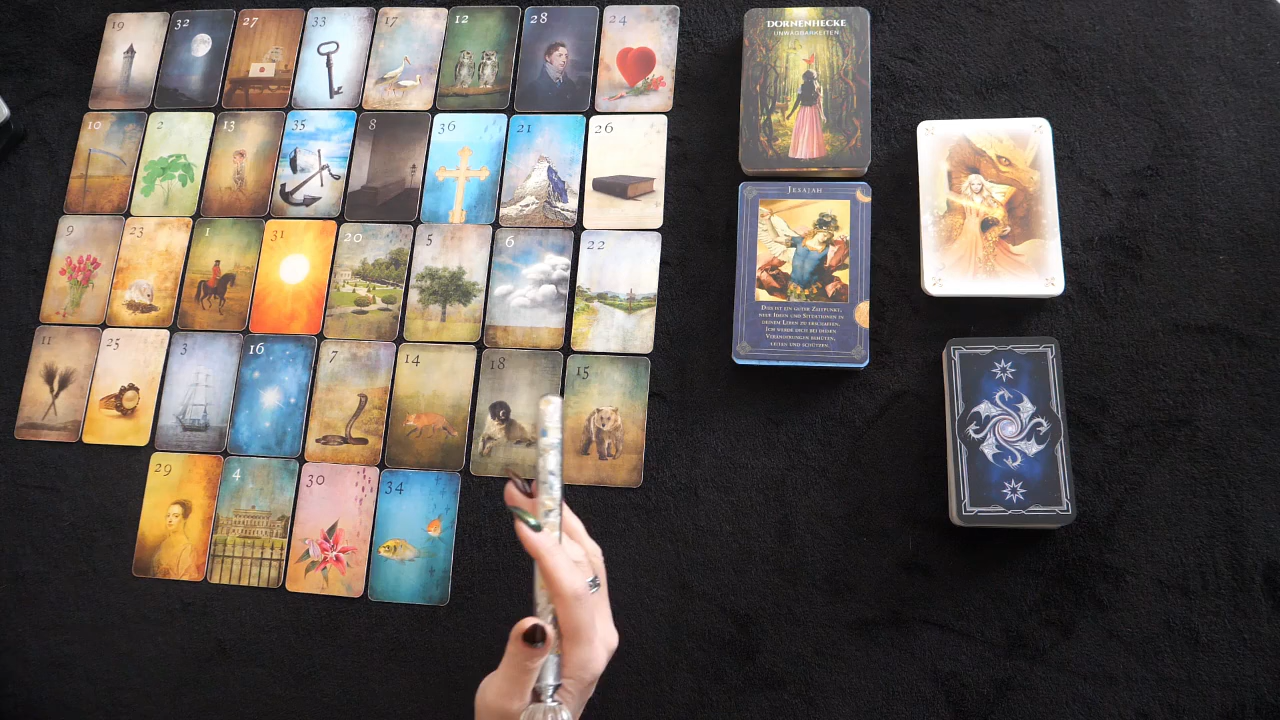 19 32 27 33 17 12 28 24
10 2 13 35 8 36 21 26
9 23 1 31 20 5 6 22
11 25 3 16 7 14 18 15
29 4 30 34
DORNENHECKE
UNWÄGBARKEITEN
JESAJAH
DIES IST EIN GUTER ZEITPUNKT,
NEUE IDEEN UND SITUATIONEN IN
DEINEM LEBEN ZU ERSCHAFFEN.
ICH WERDE DICH BEI DIESEN
VERÄNDERUNGEN BEHÜTEN,
LEITEN UND SCHÜTZEN.